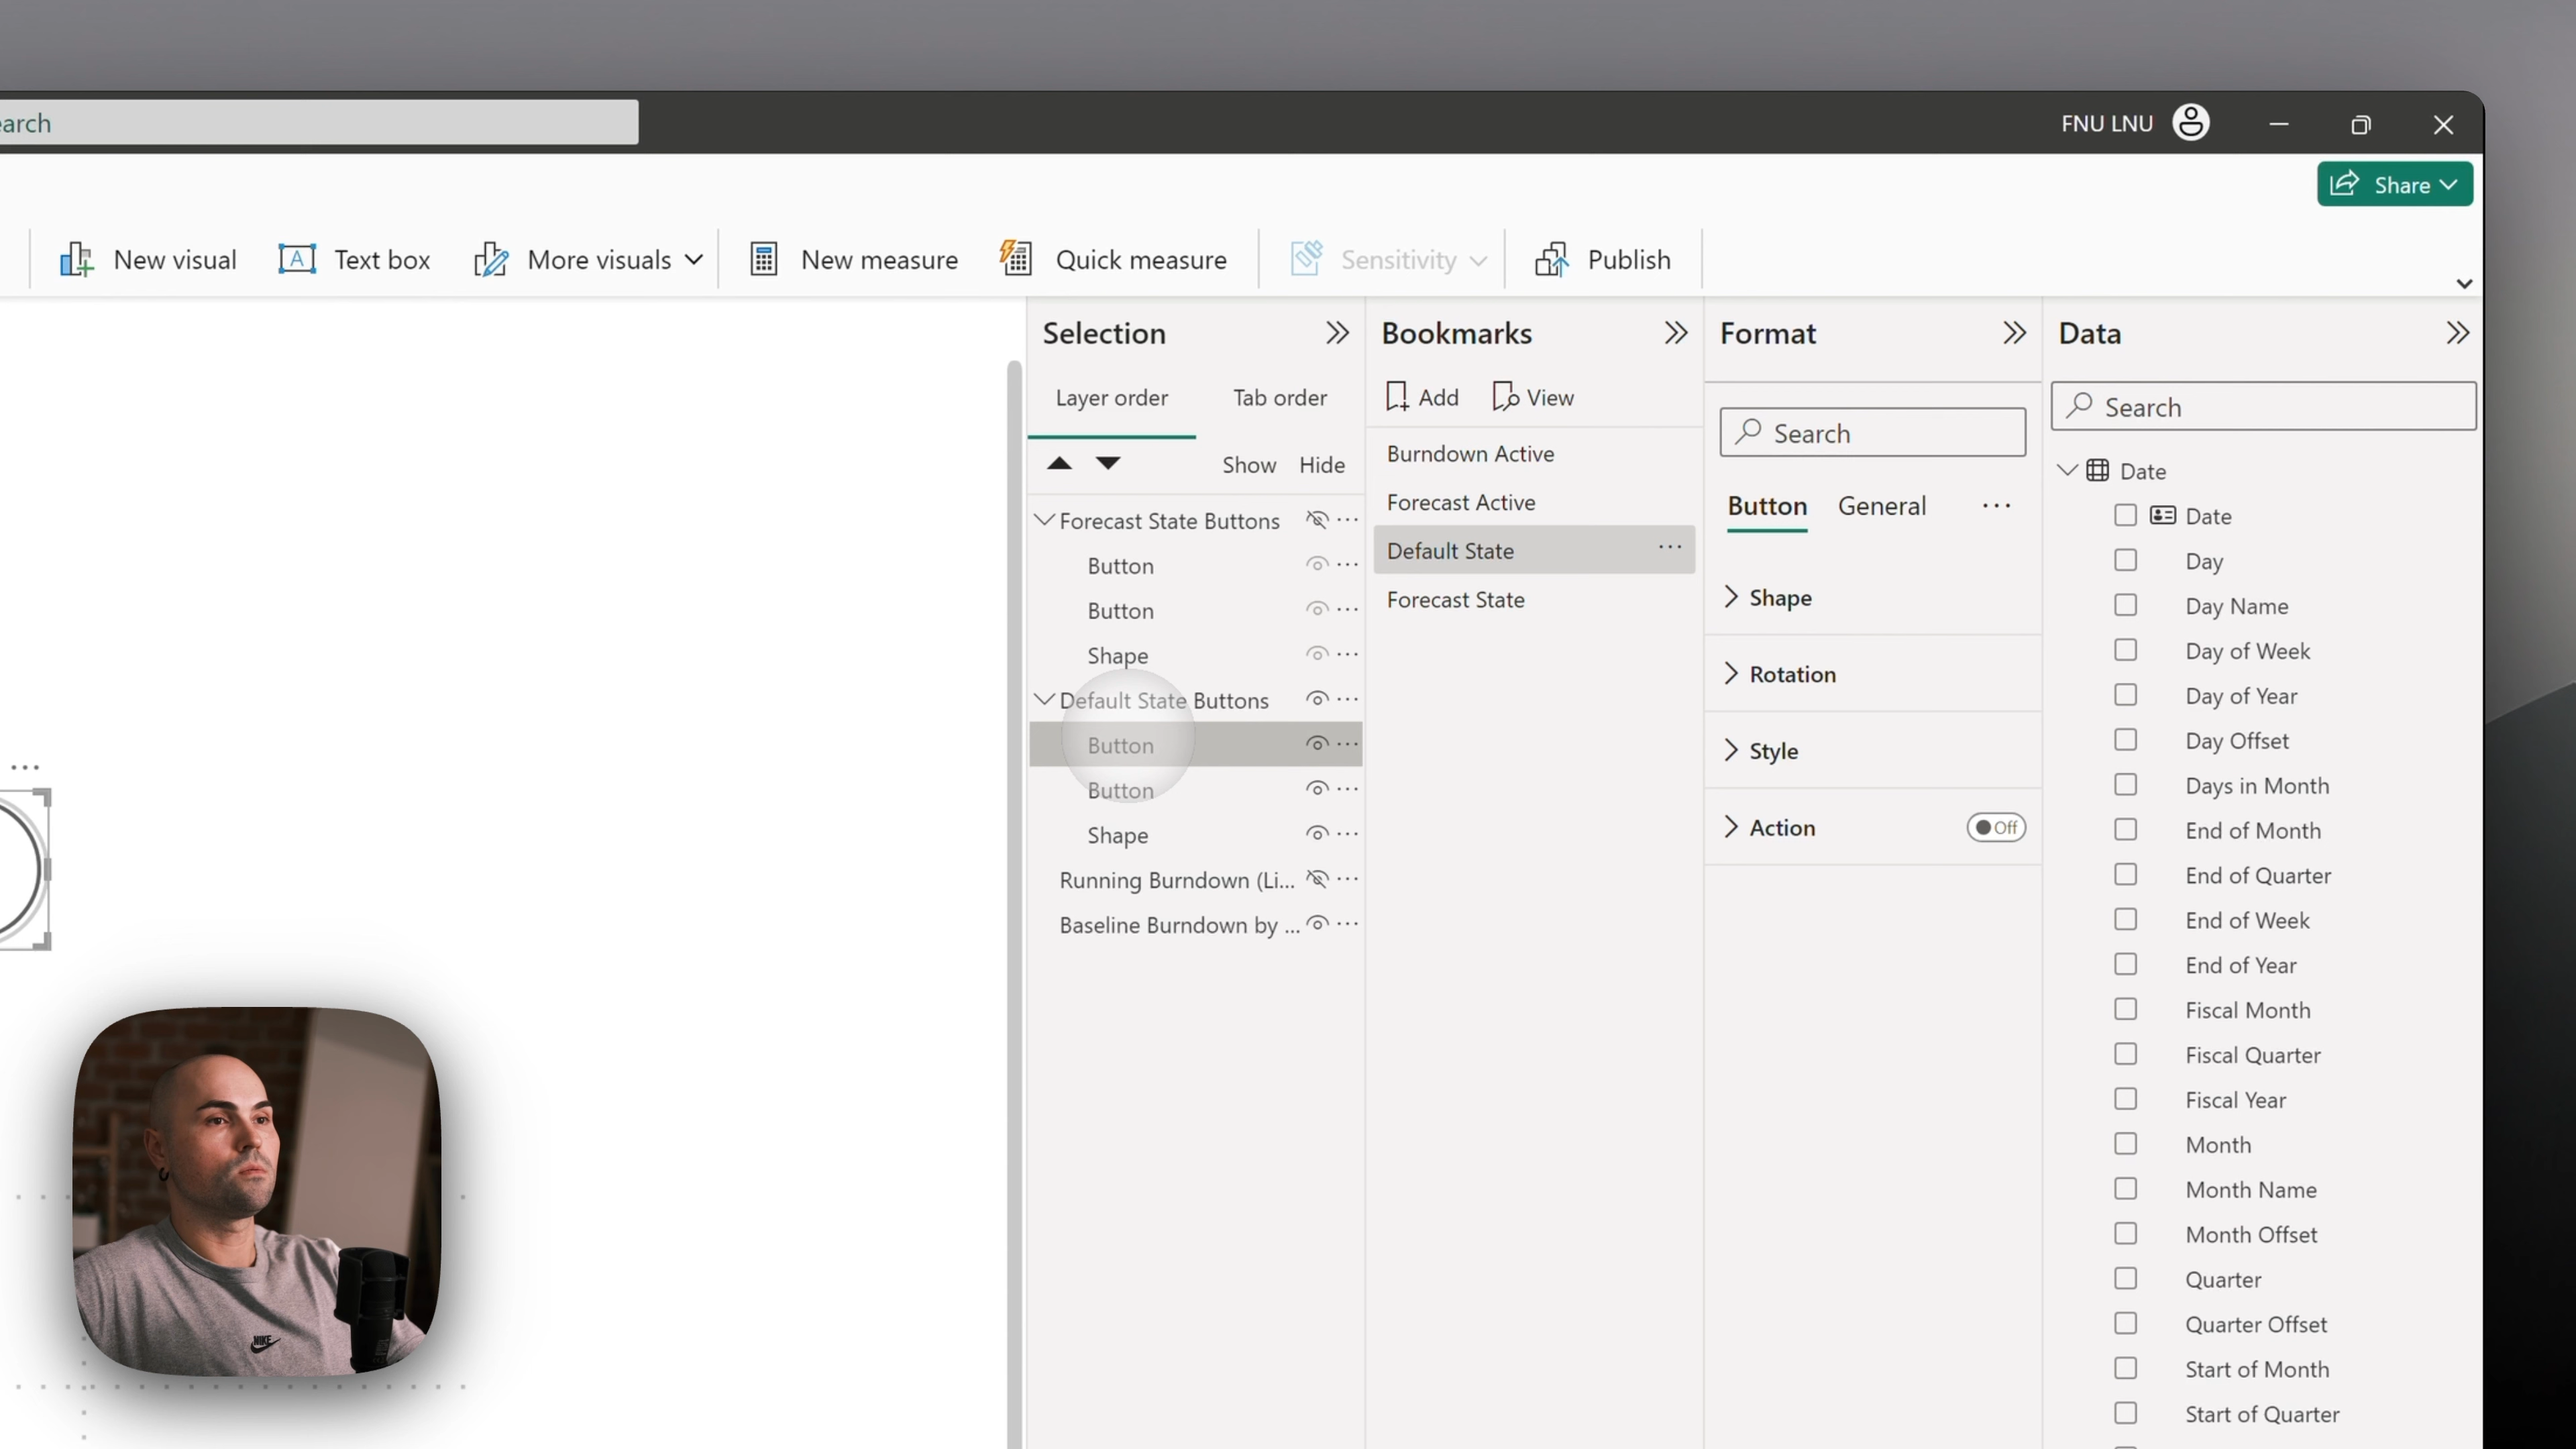 earch
FNU LNU
Share
New visual
Text box
More visuals
New measure
Quick measure
Sensitivity
Publish
Selection
Layer order
Tab order
Show
Hide
Forecast State Buttons
Button
Button
Shape
Default State Buttons
Button
Button
Shape
Running Burndown (Li...
Baseline Burndown by ...
Bookmarks
Add
View
Burndown Active
Forecast Active
Default State
Forecast State
Format
Search
Button
General
Shape
Rotation
Style
Action
Off
Data
Search
Date
Date
Day
Day Name
Day of Week
Day of Year
Day Offset
Days in Month
End of Month
End of Quarter
End of Week
End of Year
Fiscal Month
Fiscal Quarter
Fiscal Year
Month
Month Name
Month Offset
Quarter
Quarter Offset
Start of Month
Start of Quarter
NIKE